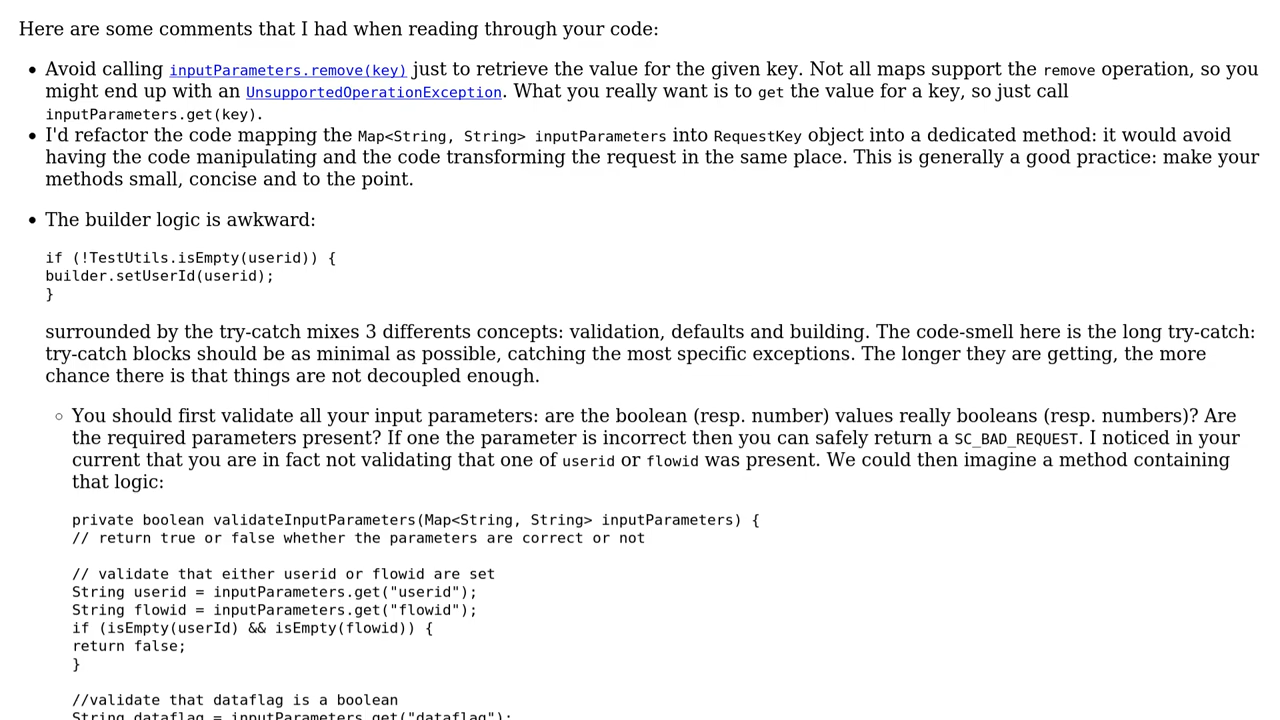 Here are some comments that I had when reading through your code:
• Avoid calling inputParameters.remove(key) just to retrieve the value for the given key. Not all maps support the remove operation, so you
might end up with an UnsupportedOperationException. What you really want is to get the value for a key, so just call
inputParameters.get(key).
• I'd refactor the code mapping the Map<String, String> inputParameters into RequestKey object into a dedicated method: it would avoid
having the code manipulating and the code transforming the request in the same place. This is generally a good practice: make your
methods small, concise and to the point.
• The builder logic is awkward:
if (!TestUtils.isEmpty(userid)) {
builder.setUserId(userid);
}
surrounded by the try-catch mixes 3 differents concepts: validation, defaults and building. The code-smell here is the long try-catch:
try-catch blocks should be as minimal as possible, catching the most specific exceptions. The longer they are getting, the more
chance there is that things are not decoupled enough.
◦ You should first validate all your input parameters: are the boolean (resp. number) values really booleans (resp. numbers)? Are
the required parameters present? If one the parameter is incorrect then you can safely return a SC_BAD_REQUEST. I noticed in your
current that you are in fact not validating that one of userid or flowid was present. We could then imagine a method containing
that logic:
private boolean validateInputParameters(Map<String, String> inputParameters) {
// return true or false whether the parameters are correct or not
// validate that either userid or flowid are set
String userid = inputParameters.get("userid");
String flowid = inputParameters.get("flowid");
if (isEmpty(userId) && isEmpty(flowid)) {
return false;
}
//validate that dataflag is a boolean
String dataflag = inputParameters.get("dataflag");